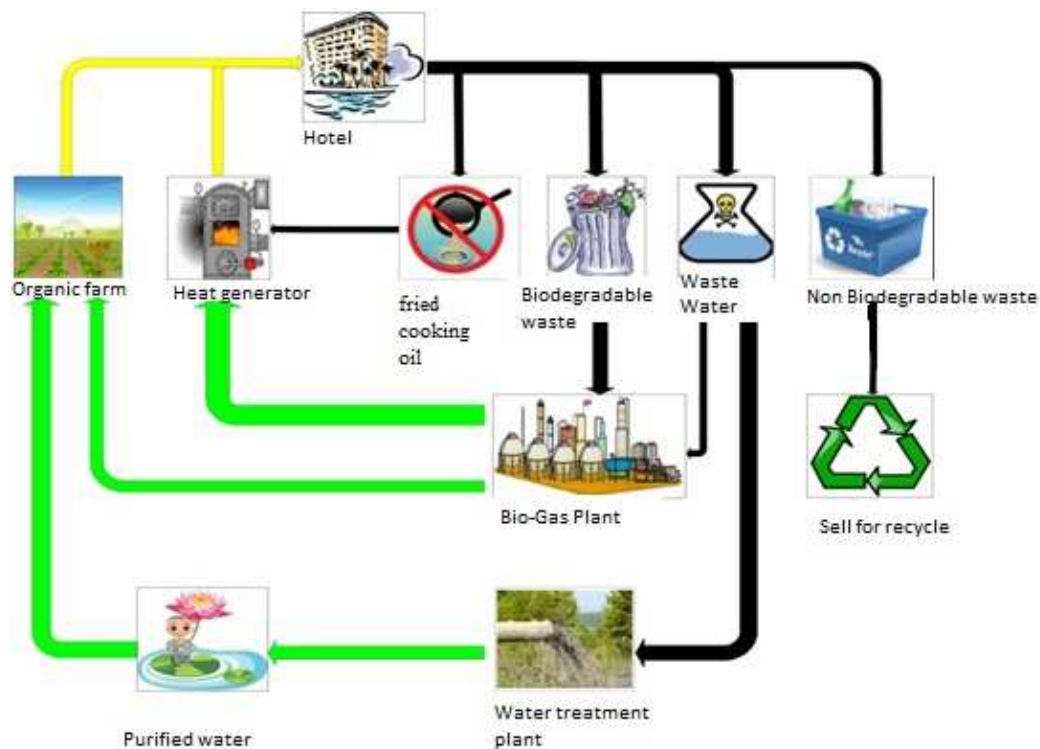 Hotel
Organic farm
Heat generator
fried
cooking
oil
Biodegradable
waste
Waste
Water
Non Biodegradable waste
Bio-Gas Plant
Sell for recycle
Purified water
Water treatment
plant